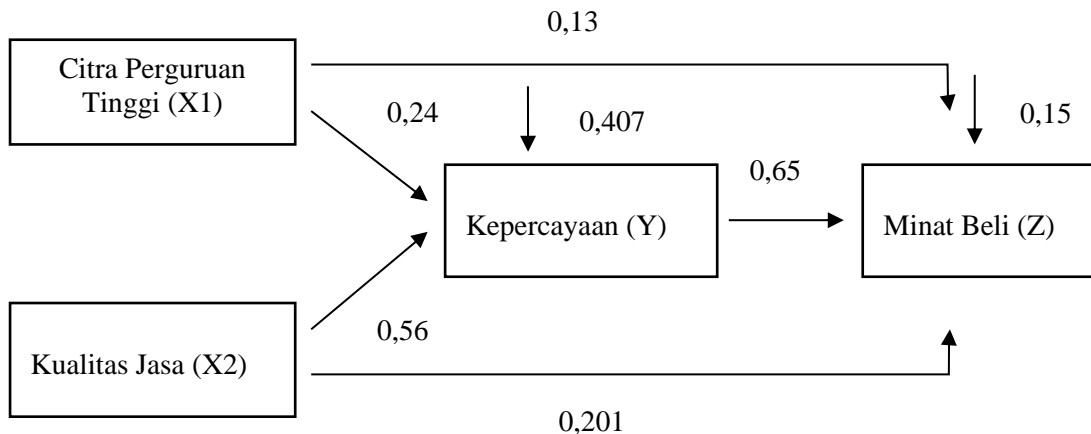 0,13
Citra Perguruan
Tinggi (X1)
0,24
0,407
0,15
0,65
Kepercayaan (Y)
Minat Beli (Z)
0,56
Kualitas Jasa (X2)
0,201